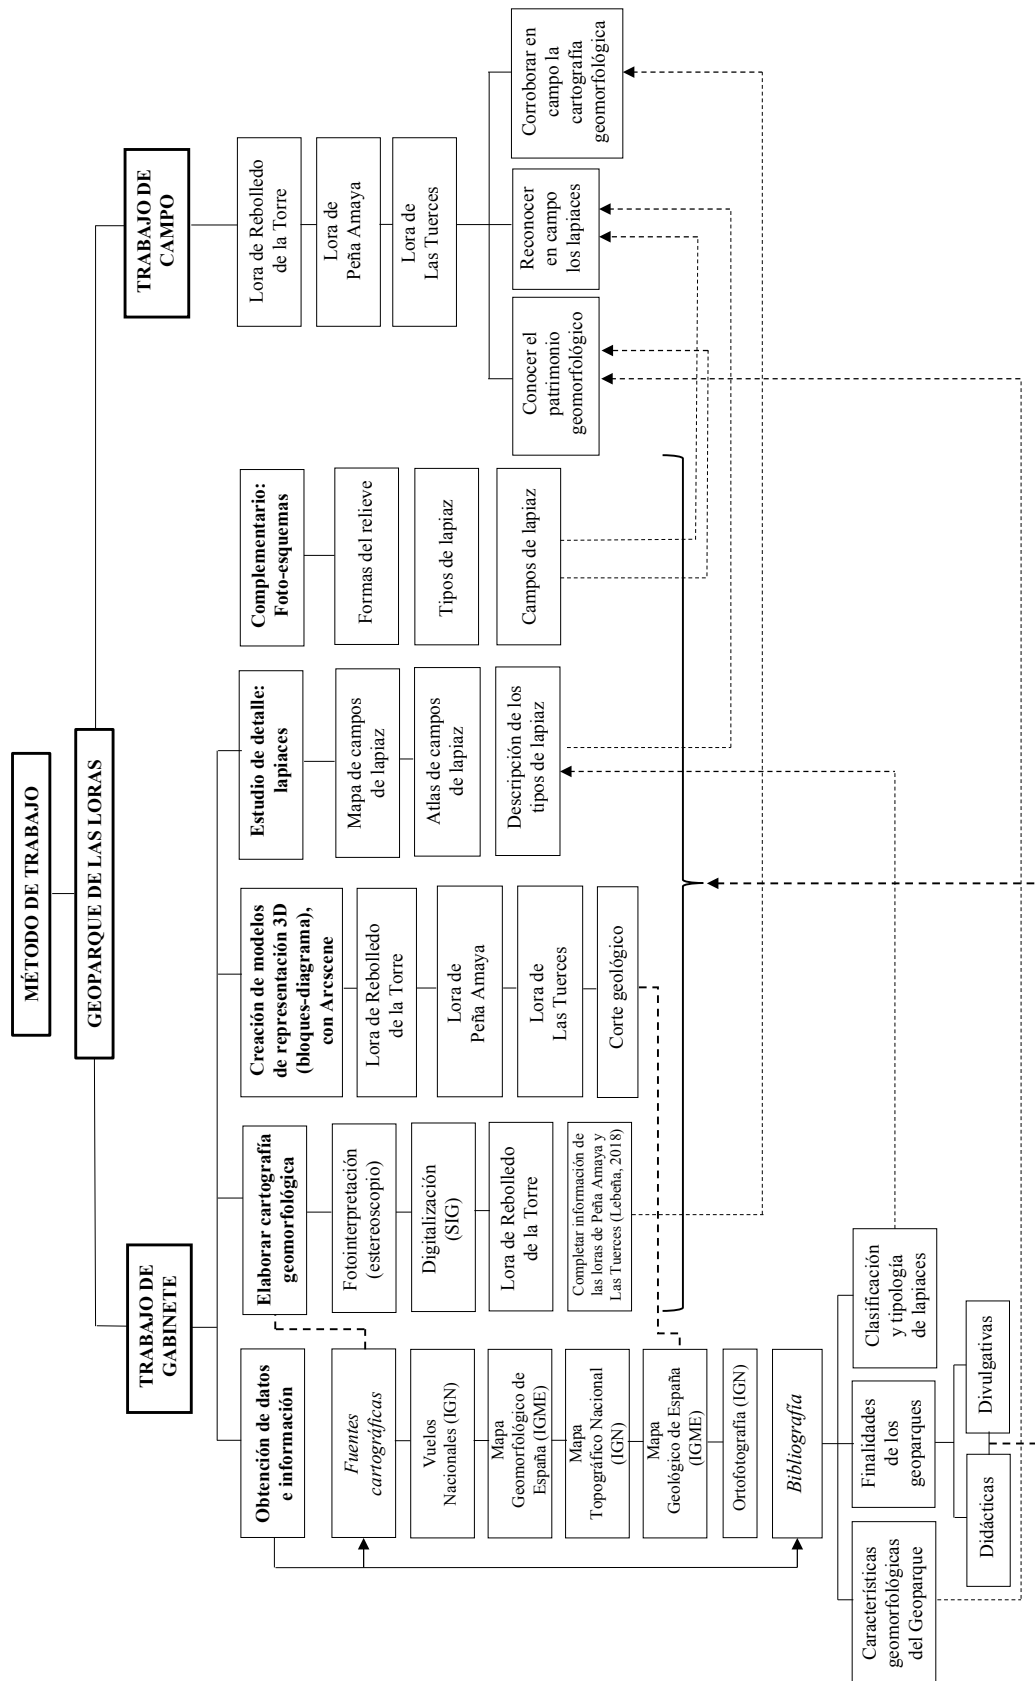 MÉTODO DE TRABAJO
GEOPARQUE DE LAS LORAS
TRABAJO DE
GABINETE
Obtención de datos
e información
Fuentes
cartográficas
Vuelos
Nacionales (IGN)
Mapa
Geomorfológico de
España (IGME)
Mapa
Topográfico Nacional
(IGN)
Mapa
Geológico de España
(IGME)
Ortofotografía (IGN)
Bibliografía
Características
geomorfológicas
del Geoparque
Finalidades
de los
geoparques
Didácticas
Divulgativas
Clasificación
y tipología
de lapiaces
Elaborar cartografía
geomorfológica
Fotointerpretación
(estereoscopio)
Digitalización
(SIG)
Lora de Rebolledo
de la Torre
Completar información de
las loras de Peña Amaya y
Las Tuerces (Lebeña, 2018)
Creación de modelos
de representación 3D
(bloques-diagrama),
con Arcscene
Lora de Rebolledo
de la Torre
Lora de
Peña Amaya
Lora de
Las Tuerces
Corte geológico
Estudio de detalle:
lapiaces
Mapa de campos
de lapiaz
Atlas de campos
de lapiaz
Descripción de los
tipos de lapiaz
Complementario:
Foto-esquemas
Formas del relieve
Tipos de lapiaz
Campos de lapiaz
TRABAJO DE
CAMPO
Lora de Rebolledo
de la Torre
Lora de
Peña Amaya
Lora de
Las Tuerces
Conocer el
patrimonio
geomorfológico
Reconocer
en campo
los lapiaces
Corroborar en
campo la
cartografía
geomorfológica